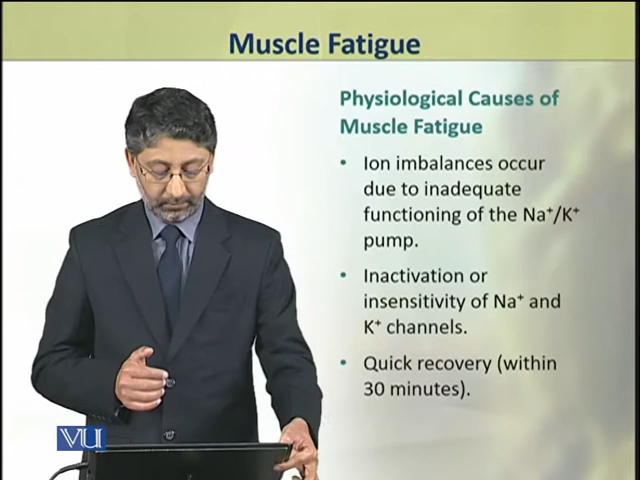 Muscle Fatigue
Physiological Causes of
Muscle Fatigue
• Ion imbalances occur
due to inadequate
functioning of the Na⁺/K⁺
pump.
• Inactivation or
insensitivity of Na⁺ and
K⁺ channels.
• Quick recovery (within
30 minutes).
VU